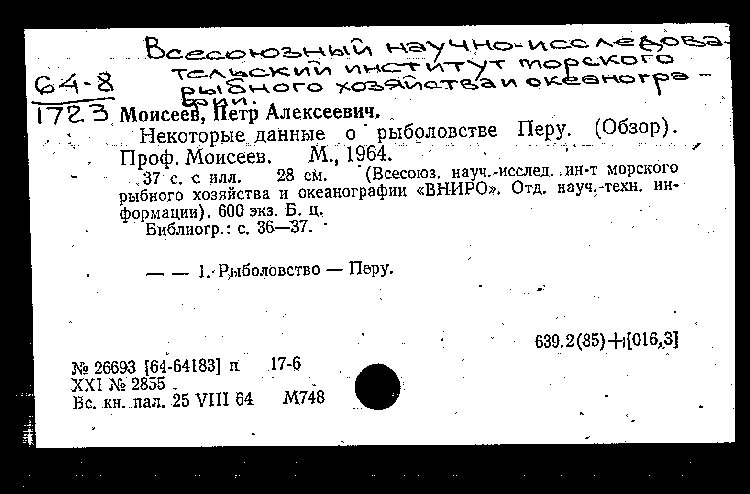 Всесоюзный научно-исследова-
тельский институт морского
рыбного хозяйства и океаногра-
фии.
64-8
1723
Моисеев, Петр Алексеевич.
Некоторые данные о рыболовстве Перу. (Обзор).
Проф. Моисеев. М., 1964.
37 с. с илл. 28 см. (Всесоюз. науч.-исслед. ин-т морского
рыбного хозяйства и океанографии «ВНИРО». Отд. науч.-техн. ин-
формации). 600 экз. Б. ц.
Библиогр.: с. 36—37.
— — 1. Рыболовство — Перу.
639.2(85)+[016,3]
№ 26693 [64-64183] п 17-6
XXI № 2855
Вс. кн. пал. 25 VIII 64 М748